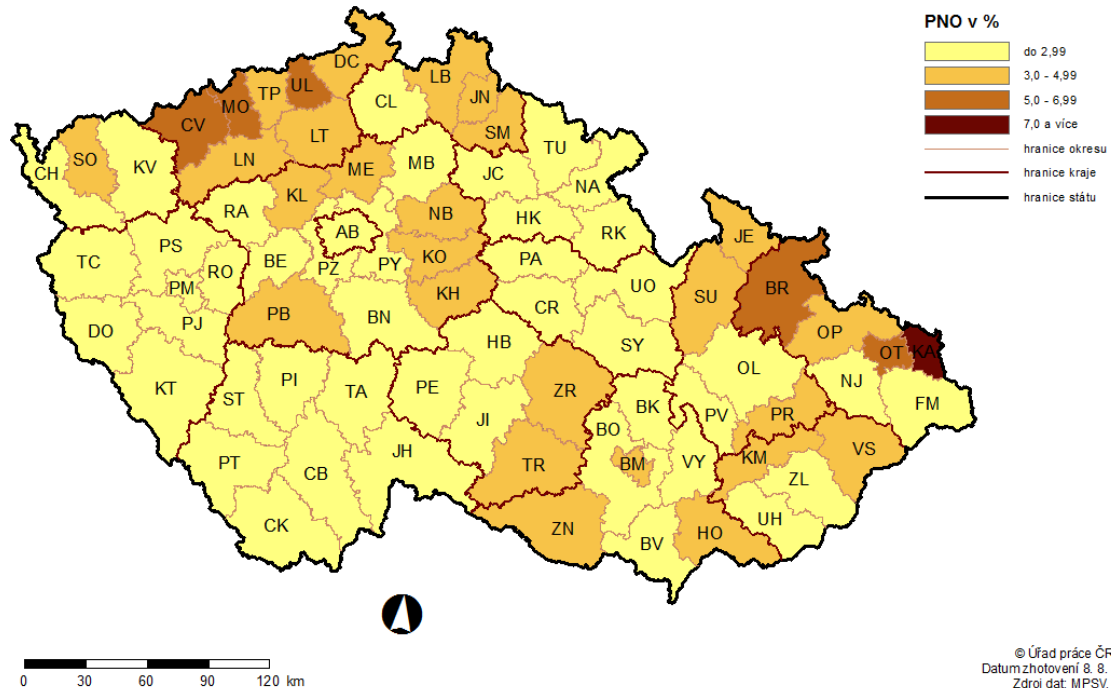 PNO v %
do 2,99
3,0 - 4,99
5,0 - 6,99
7,0 a více
hranice okresu
hranice kraje
hranice státu
DC
UL
TP
MO
CV
LT
LN
LB
JN
SM
CL
TU
CH
SO
KV
ME
MB
JC
NA
KL
RA
NB
HK
RK
AB
TC
PS
RO
BE
PZ
PY
KO
PA
UO
JE
PM
KH
SU
BR
DO
PJ
PB
BN
CR
OP
HB
SY
OT
KA
KT
ST
PI
TA
PE
ZR
OL
NJ
FM
JI
BK
PV
PR
BO
VS
PT
CB
JH
TR
BM
VY
KM
ZL
CK
ZN
BV
HO
UH
0 30 60 90 120 km
© Úřad práce ČR
Datum zhotovení 8. 8.
Zdroj dat: MPSV,